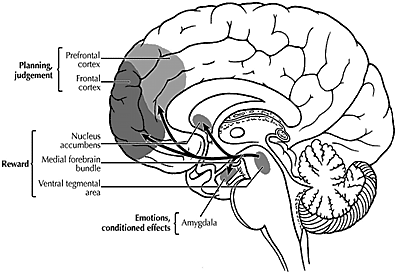 Planning,
judgement
Prefrontal
cortex
Frontal
cortex
Reward
Nucleus
accumbens
Medial forebrain
bundle
Ventral tegmental
area
Emotions,
conditioned effects
Amygdala